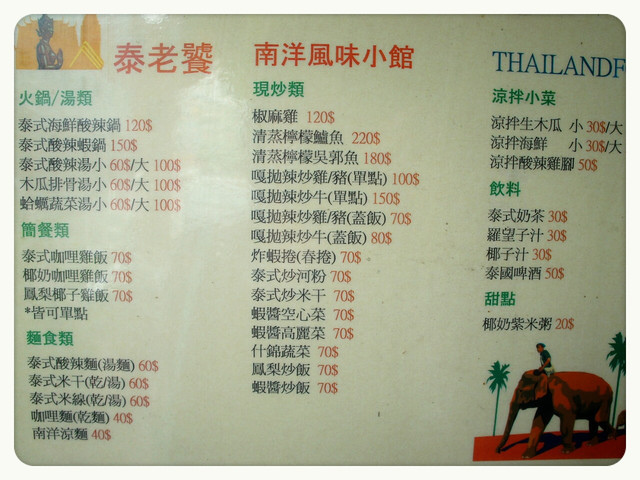 泰老饕
火鍋/湯類
泰式海鮮酸辣鍋 120$
泰式酸辣蝦鍋 150$
泰式酸辣湯小 60$/大 100$
木瓜排骨湯小 60$/大 100$
蛤蠣蔬菜湯小 60$/大 100$
簡餐類
泰式咖哩雞飯 70$
椰奶咖哩雞飯 70$
鳳梨椰子雞飯 70$
*皆可單點
麵食類
泰式酸辣麵(湯麵) 60$
泰式米干(乾/湯) 60$
泰式米線(乾/湯) 60$
咖哩麵(乾麵) 40$
南洋涼麵 40$
南洋風味小館
現炒類
椒麻雞 120$
清蒸檸檬鱸魚 220$
清蒸檸檬吳郭魚 180$
嘎拋辣炒雞/豬(單點) 100$
嘎拋辣炒牛(單點) 150$
嘎拋辣炒雞/豬(蓋飯) 70$
嘎拋辣炒牛(蓋飯) 80$
炸蝦捲(春捲) 70$
泰式炒河粉 70$
泰式炒米干 70$
蝦醬空心菜 70$
蝦醬高麗菜 70$
什錦蔬菜 70$
鳳梨炒飯 70$
蝦醬炒飯 70$
THAILANDF
涼拌小菜
涼拌生木瓜 小 30$/大
涼拌海鮮 小 30$/大
涼拌酸辣雞腳 50$
飲料
泰式奶茶 30$
羅望子汁 30$
椰子汁 30$
泰國啤酒 50$
甜點
椰奶紫米粥 20$